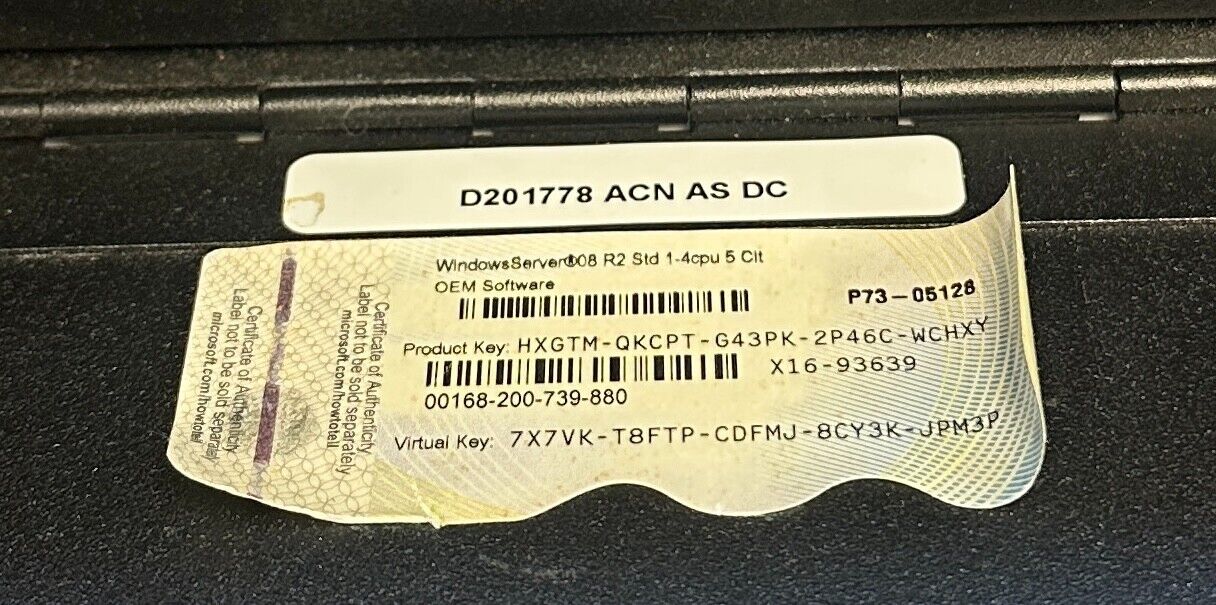 D201778 ACN AS DC
WindowsServer®08 R2 Std 1-4cpu 5 Clt
OEM Software
P73-05128
Product Key: HXGTM-QKCPT-G43PK-2P46C-WCHXY
X16-93639
00168-200-739-880
Virtual Key: 7X7VK-T8FTP-CDFMJ-8CY3K-JPM3P
Certificate of Authenticity
Label not to be sold separately
microsoft.com/howtotell
Certificate of Authenticity
Label not to be sold separately
microsoft.com/howtotell